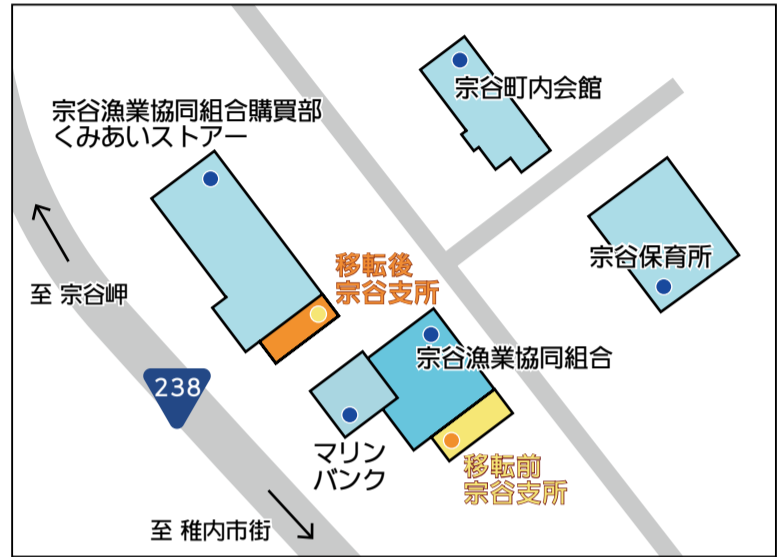 宗谷町内会館
宗谷漁業協同組合購買部
くみあいストアー
宗谷保育所
移転後
宗谷支所
至 宗谷岬
宗谷漁業協同組合
238
マリン
バンク
移転前
宗谷支所
至 稚内市街